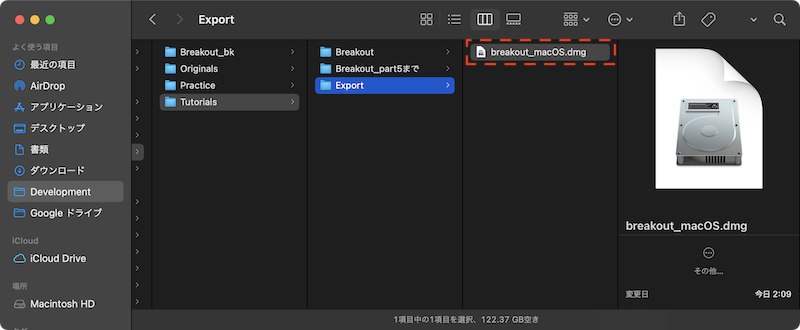 Export
よく使う項目
最近の項目
AirDrop
アプリケーション
デスクトップ
書類
ダウンロード
Development
Google ドライブ
iCloud
iCloud Drive
場所
Macintosh HD
Breakout_bk
Originals
Practice
Tutorials
Breakout
Breakout_part5まで
Export
breakout_macOS.dmg
breakout_macOS.dmg
その他...
変更日 今日 2:09
1項目中の1項目を選択、122.37 GB空き